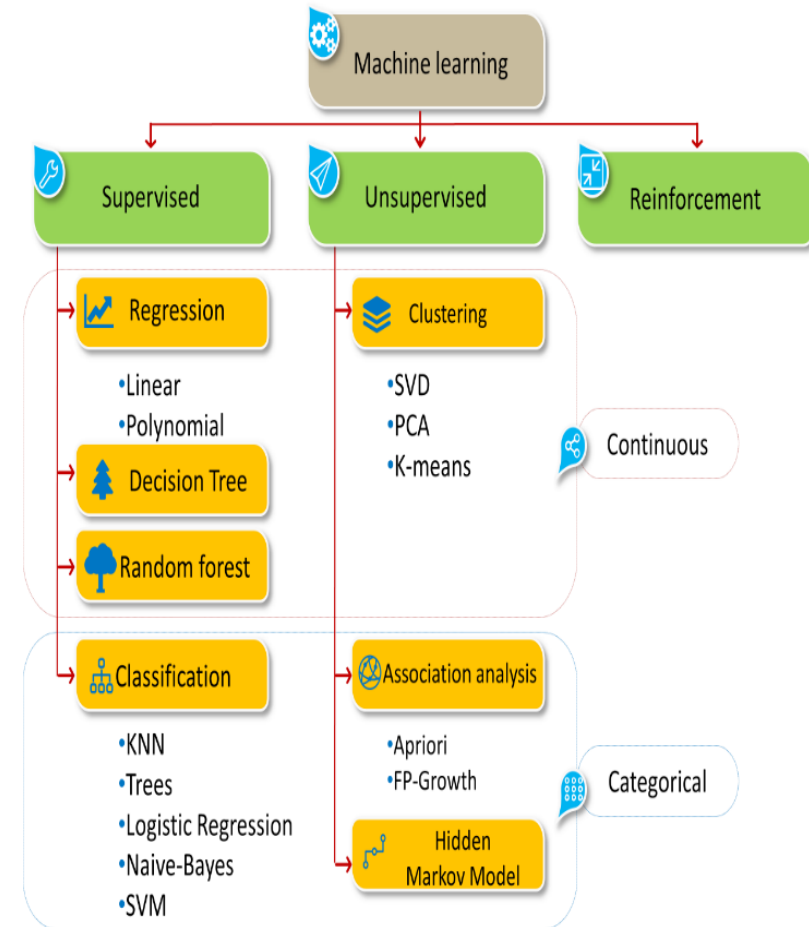 Machine learning
Supervised
Unsupervised
Reinforcement
Regression
•Linear
•Polynomial
Decision Tree
Random forest
Clustering
•SVD
•PCA
•K-means
Continuous
Classification
•KNN
•Trees
•Logistic Regression
•Naive-Bayes
•SVM
Association analysis
•Apriori
•FP-Growth
Hidden
Markov Model
Categorical